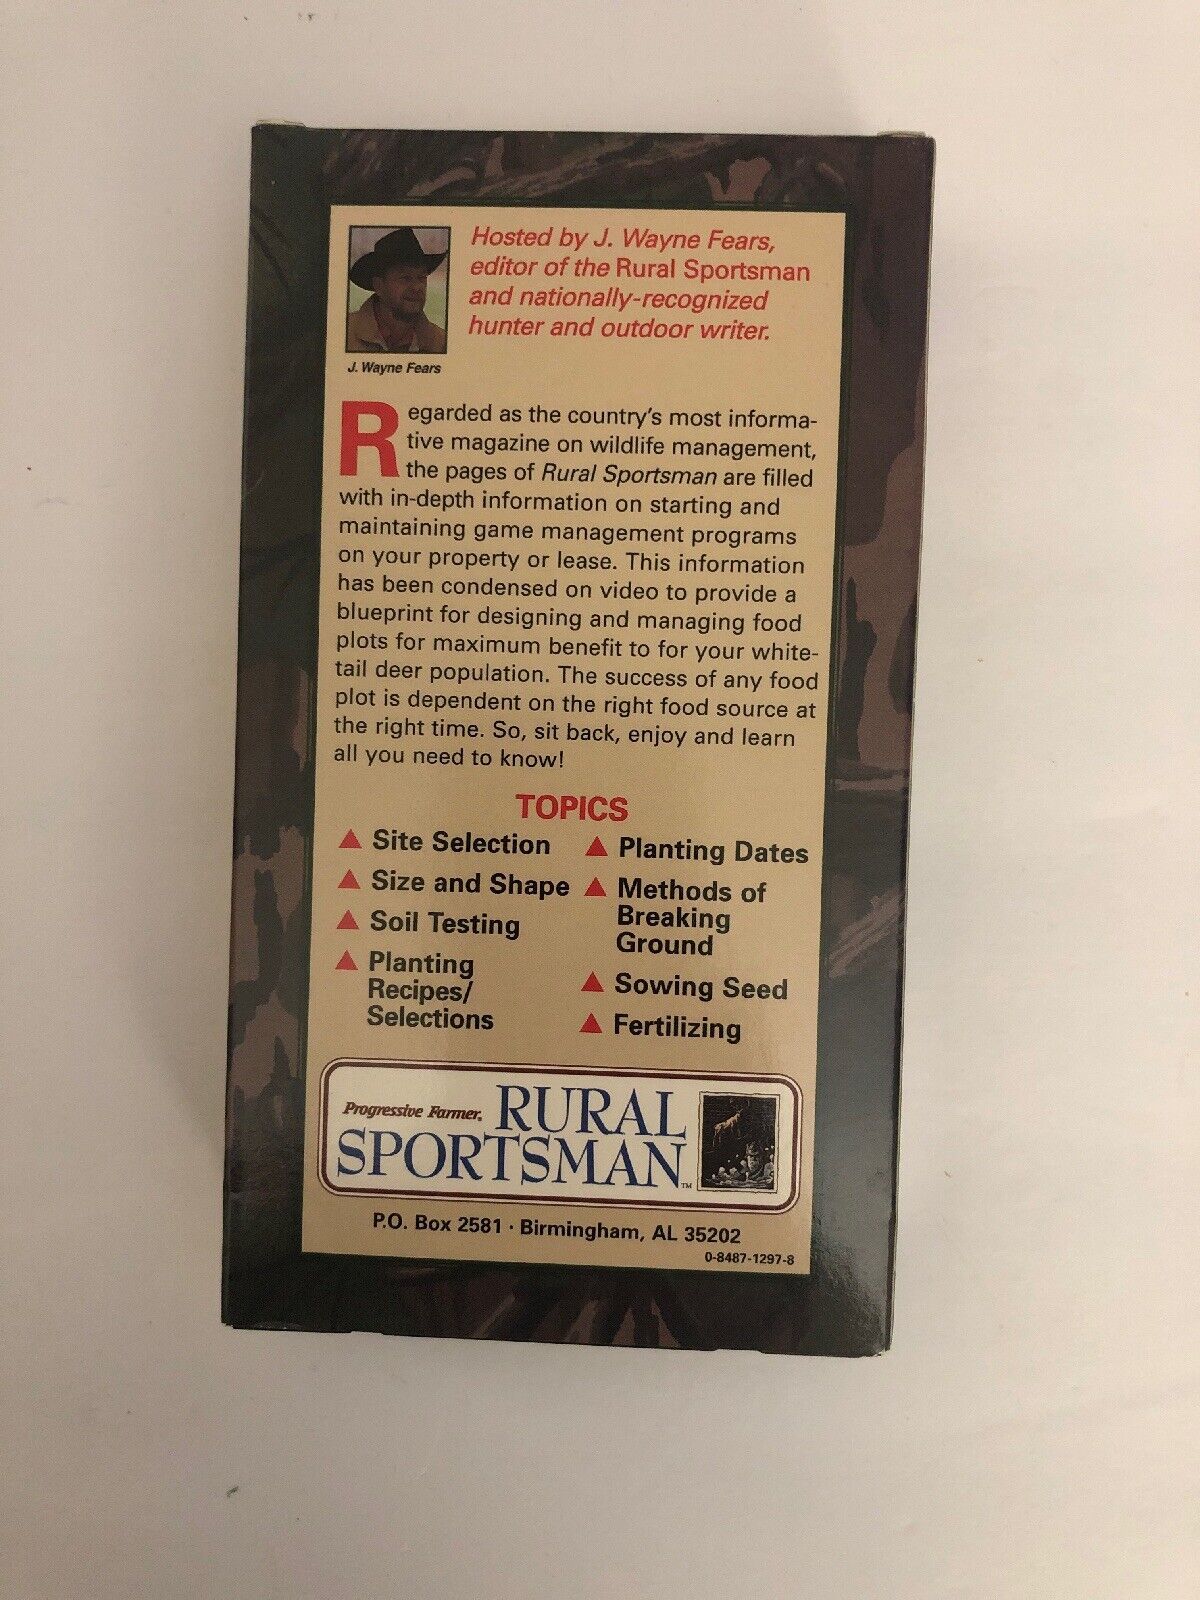 Hosted by J. Wayne Fears,
editor of the Rural Sportsman
and nationally-recognized
hunter and outdoor writer.
J. Wayne Fears
Regarded as the country's most informa-
tive magazine on wildlife management,
the pages of Rural Sportsman are filled
with in-depth information on starting and
maintaining game management programs
on your property or lease. This information
has been condensed on video to provide a
blueprint for designing and managing food
plots for maximum benefit to for your white-
tail deer population. The success of any food
plot is dependent on the right food source at
the right time. So, sit back, enjoy and learn
all you need to know!
TOPICS
▲ Site Selection
▲ Size and Shape
▲ Soil Testing
▲ Planting
Recipes/
Selections
▲ Planting Dates
▲ Methods of
Breaking
Ground
▲ Sowing Seed
▲ Fertilizing
Progressive Farmer. RURAL
SPORTSMAN™
P.O. Box 2581 · Birmingham, AL 35202
0-8487-1297-8